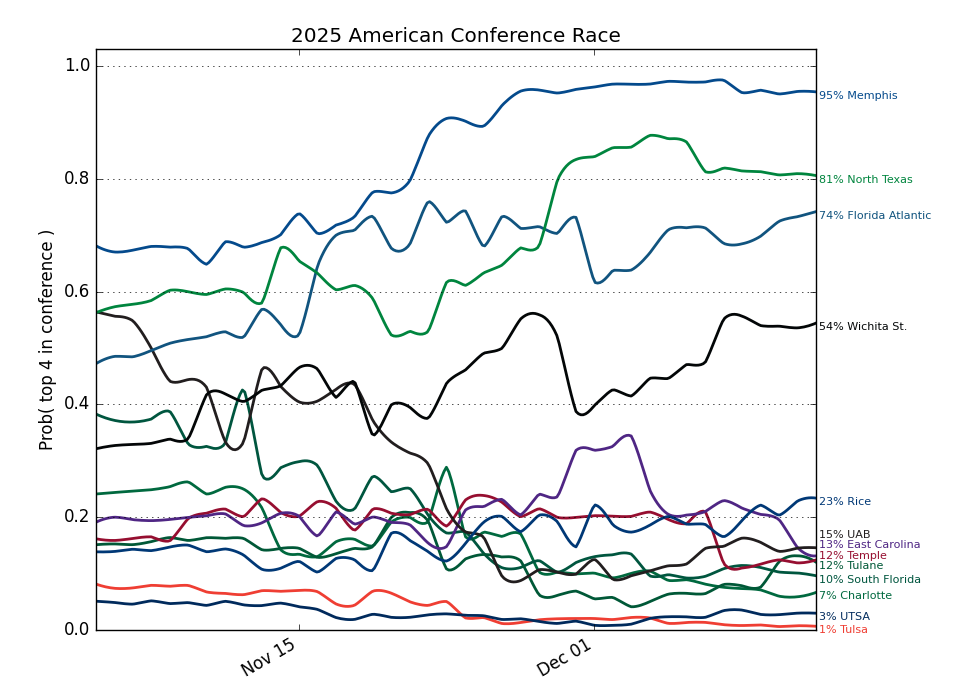 2025 American Conference Race
Prob( top 4 in conference )
1.0
0.8
0.6
0.4
0.2
0.0
Nov 15
Dec 01
95% Memphis
81% North Texas
74% Florida Atlantic
54% Wichita St.
23% Rice
15% UAB
13% East Carolina
12% Temple
12% Tulane
10% South Florida
7% Charlotte
3% UTSA
1% Tulsa